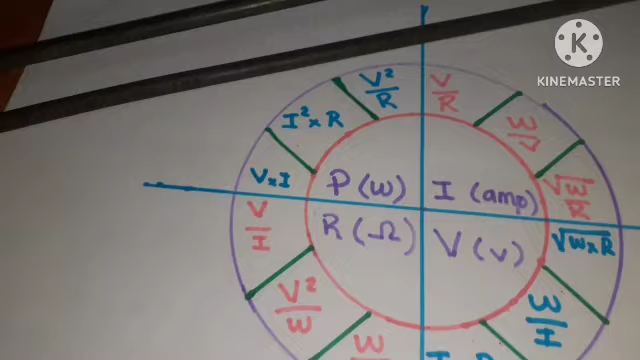 K
KINEMASTER
V²/R
V/R
I²×R
W/V
V×I
P(w)
I (amp)
√W/R
V/I
R(Ω)
V(v)
√W×R
V²/W
W/I